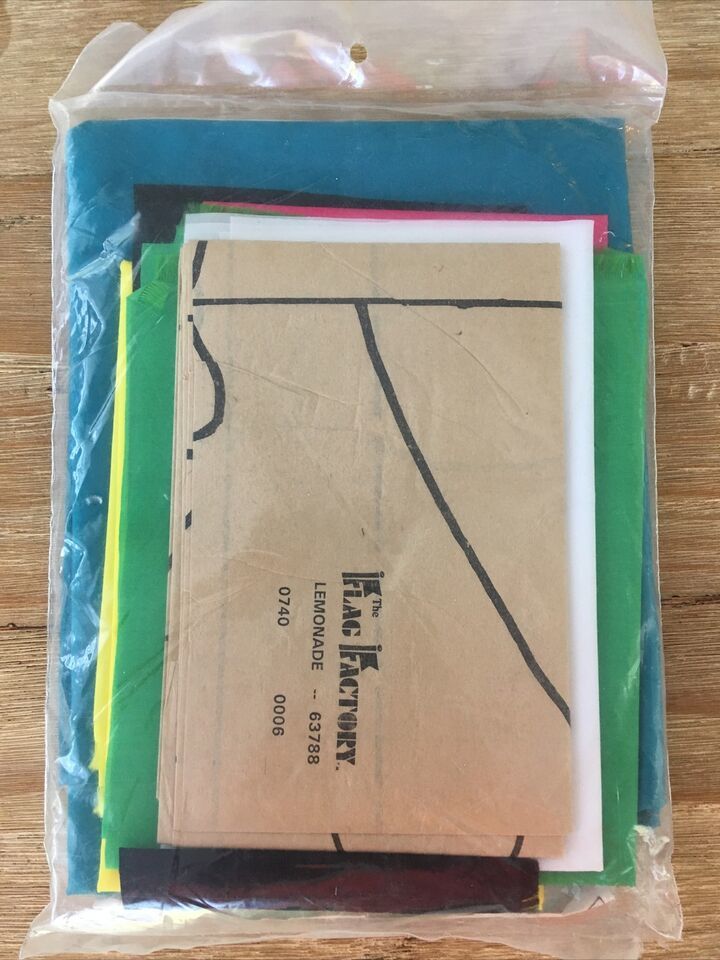 The
FLAG FACTORY
LEMONADE -- 63788
0740 0006